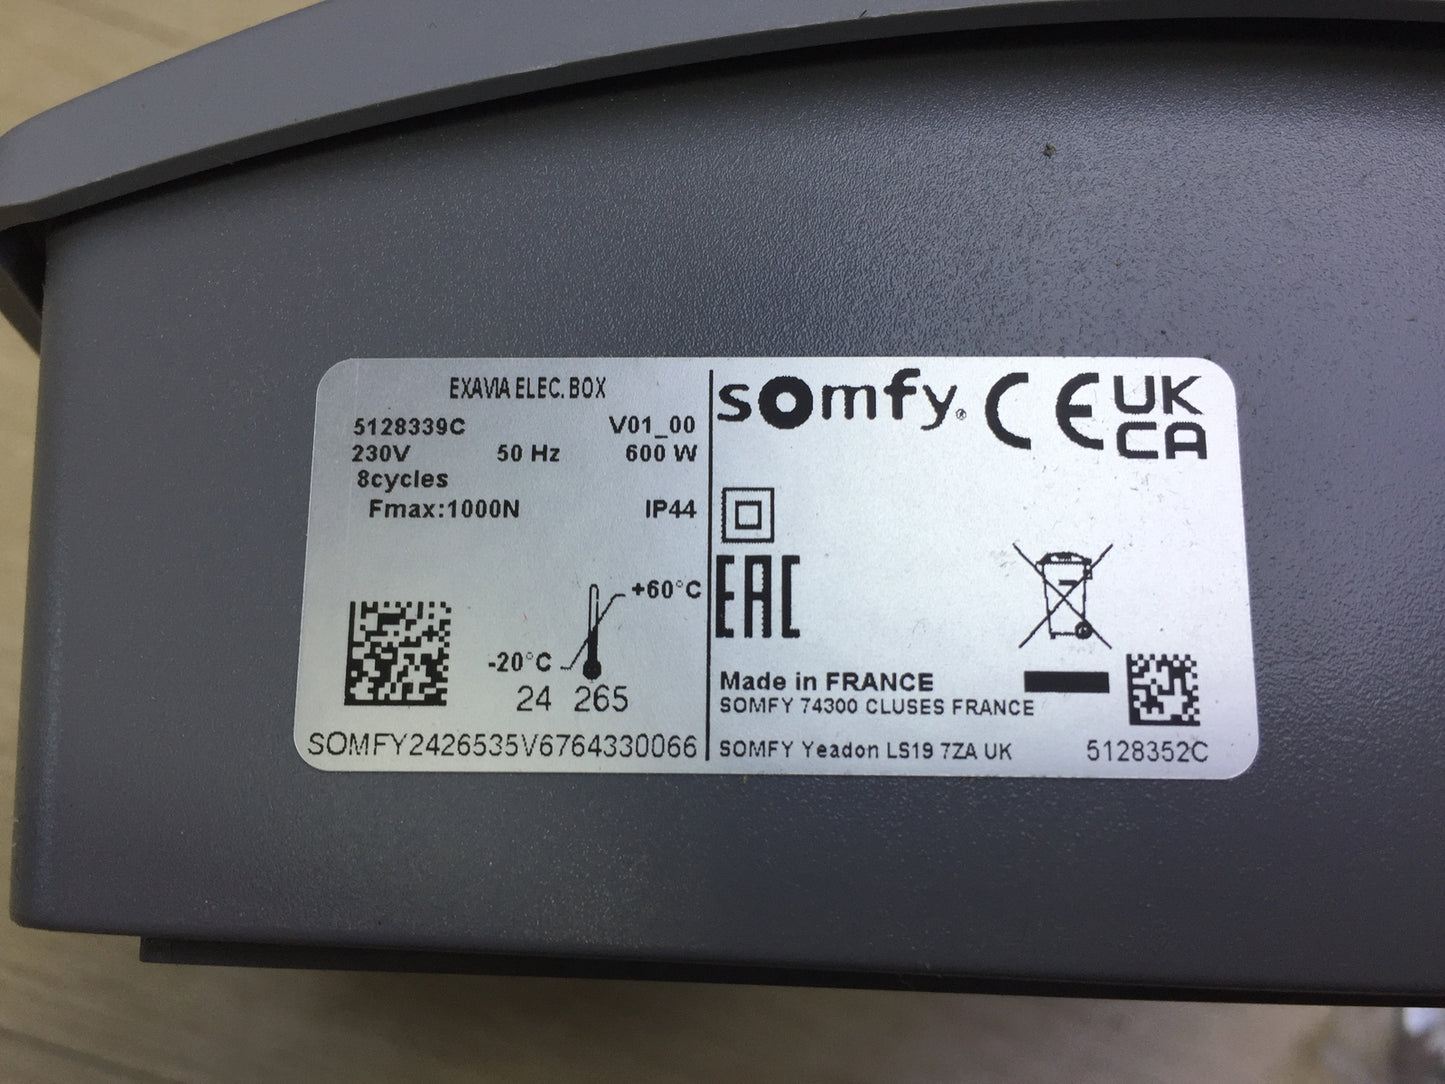 EXAVIA ELEC. BOX
5128339C V01_00
230V 50 Hz 600 W
8cycles
Fmax:1000N IP44
+60°C
-20°C
24 265
SOMFY2426535V6764330066
somfy® CE UK
CA
EAC
Made in FRANCE
SOMFY 74300 CLUSES FRANCE
SOMFY Yeadon LS19 7ZA UK 5128352C